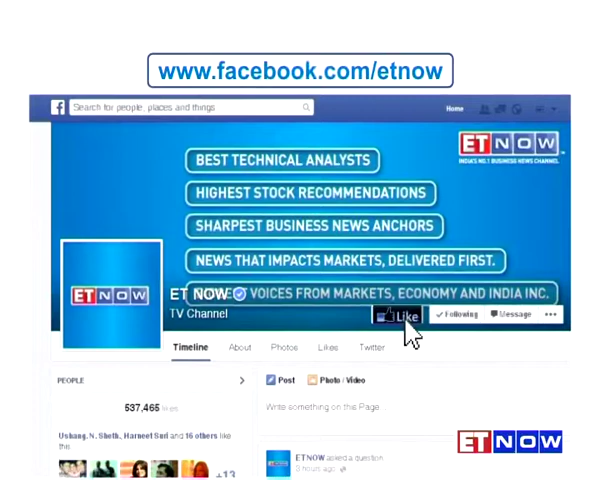 www.facebook.com/etnow
Search for people, places and things
Home
ET NOW
INDIA'S NO.1 BUSINESS NEWS CHANNEL
BEST TECHNICAL ANALYSTS
HIGHEST STOCK RECOMMENDATIONS
SHARPEST BUSINESS NEWS ANCHORS
NEWS THAT IMPACTS MARKETS, DELIVERED FIRST.
VOICES FROM MARKETS, ECONOMY AND INDIA INC.
ET NOW
ET NOW
TV Channel
Like
Following
Message
Timeline About Photos Likes Twitter
PEOPLE
537,465 likes
Ushang. N. Sheth, Harneet Suri and 16 others like
this
+13
Post Photo / Video
Write something on this Page...
ETNOW asked a question
3 hours ago
ET NOW
ET NOW